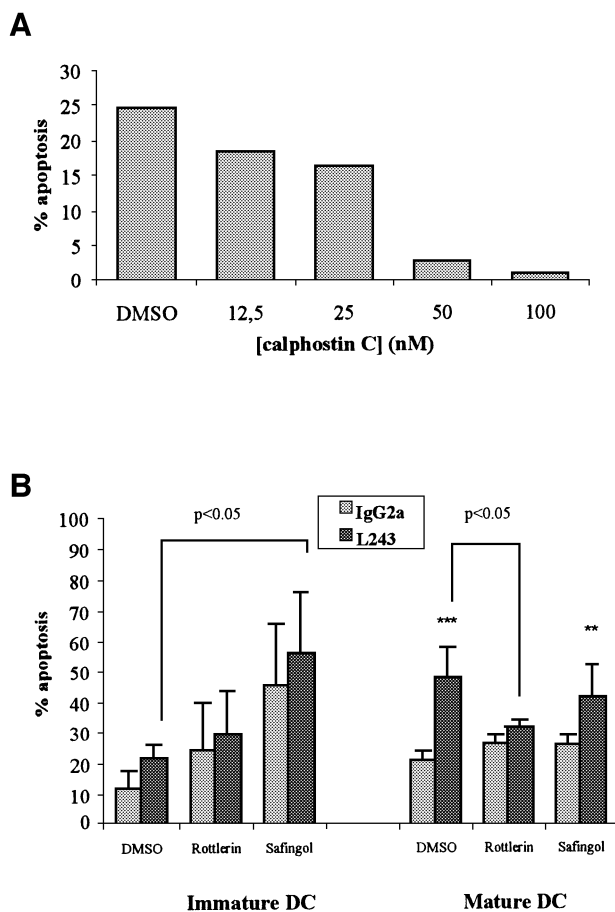 A
30
25
20
15
10
5
0
% apoptosis
DMSO 12,5 25 50 100
[calphostin C] (nM)
B
p<0.05
IgG2a
L243
p<0.05
100
90
80
70
60
50
40
30
20
10
0
% apoptosis
***
**
DMSO Rottlerin Safingol DMSO Rottlerin Safingol
Immature DC Mature DC